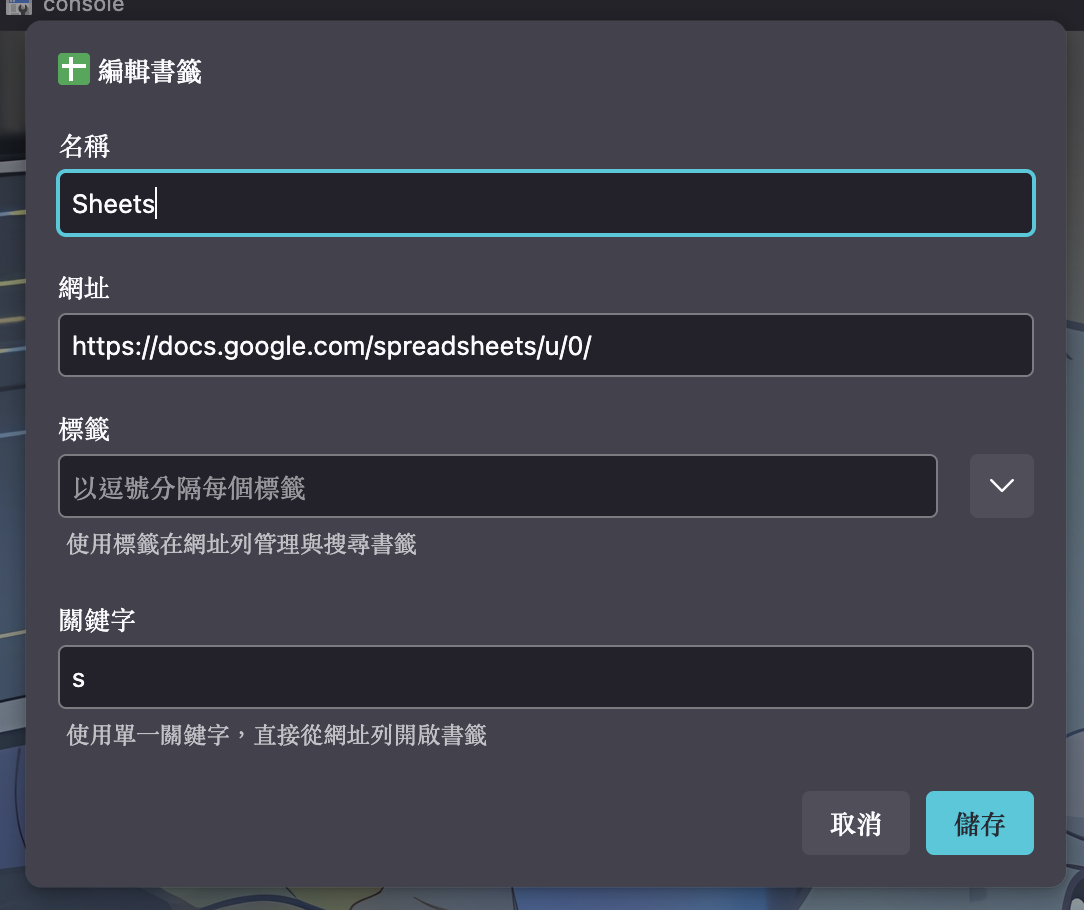 console
編輯書籤
名稱
Sheets
網址
https://docs.google.com/spreadsheets/u/0/
標籤
以逗號分隔每個標籤
使用標籤在網址列管理與搜尋書籤
關鍵字
s
使用單一關鍵字，直接從網址列開啟書籤
取消
儲存